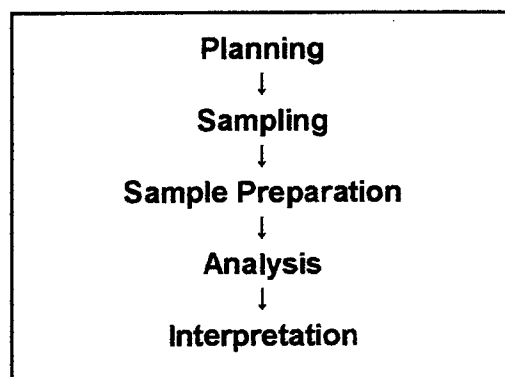 Planning
↓
Sampling
↓
Sample Preparation
↓
Analysis
↓
Interpretation